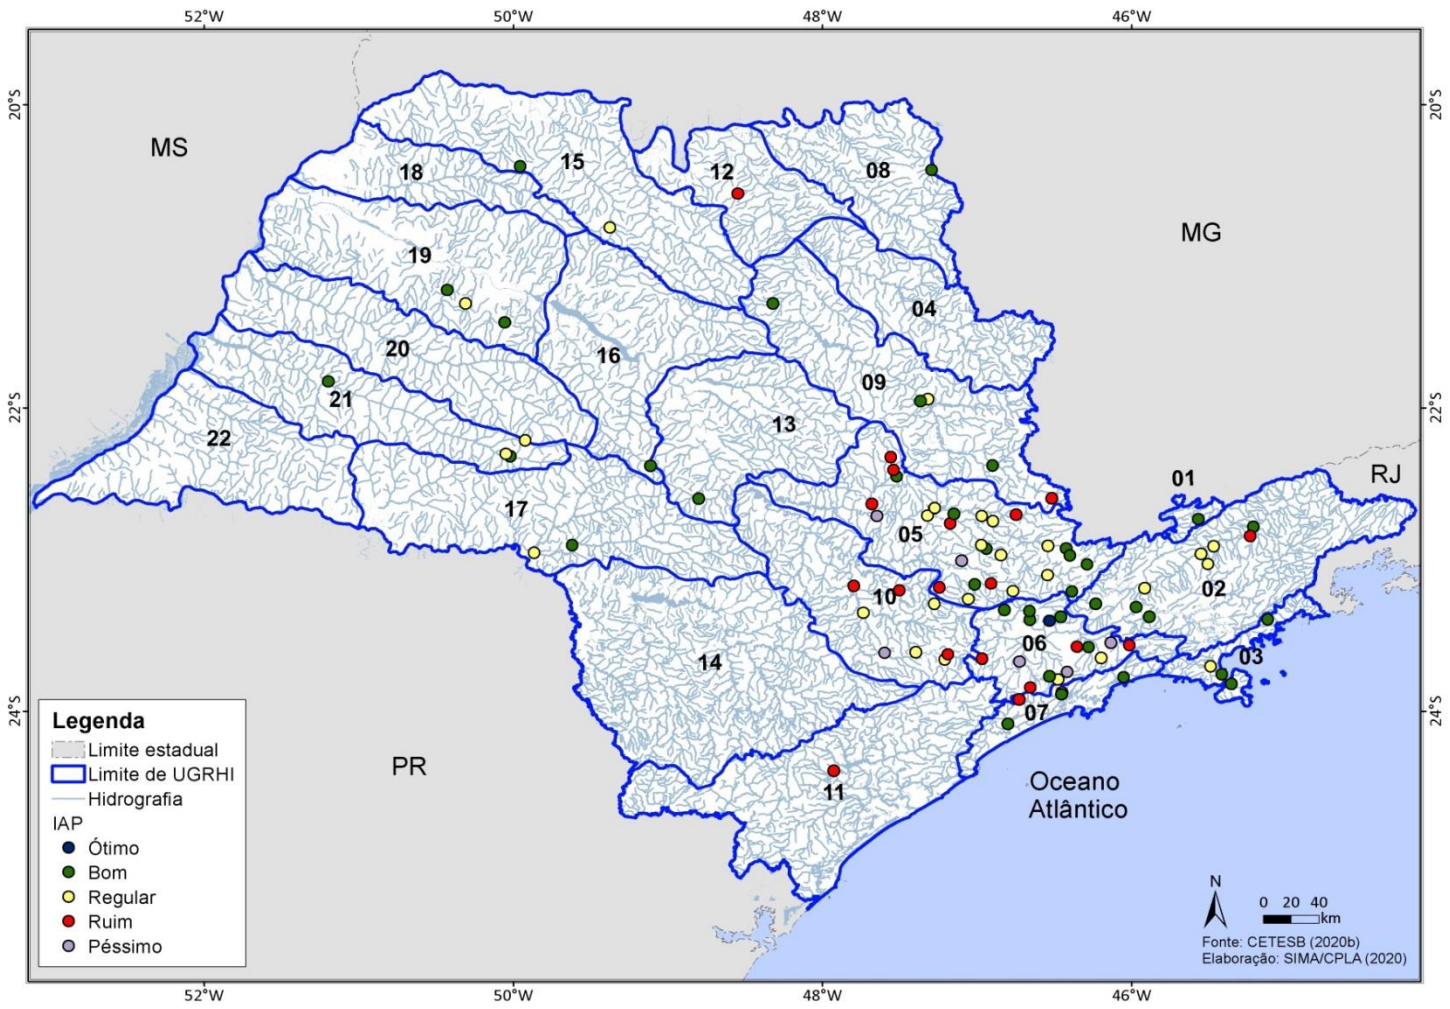 52°W 50°W 48°W 46°W
20°S 20°S
MS
15
18
12
08
MG
19
04
20
16
09
22°S 22°S
21
22
13
RJ
01
17
05
02
10
06
03
14
07
24°S 24°S
PR
11
Oceano
Atlântico
Legenda
Limite estadual
Limite de UGRHI
Hidrografia
IAP
Ótimo
Bom
Regular
Ruim
Péssimo
N
0 20 40
km
Fonte: CETESB (2020b)
Elaboração: SIMA/CPLA (2020)
52°W 50°W 48°W 46°W